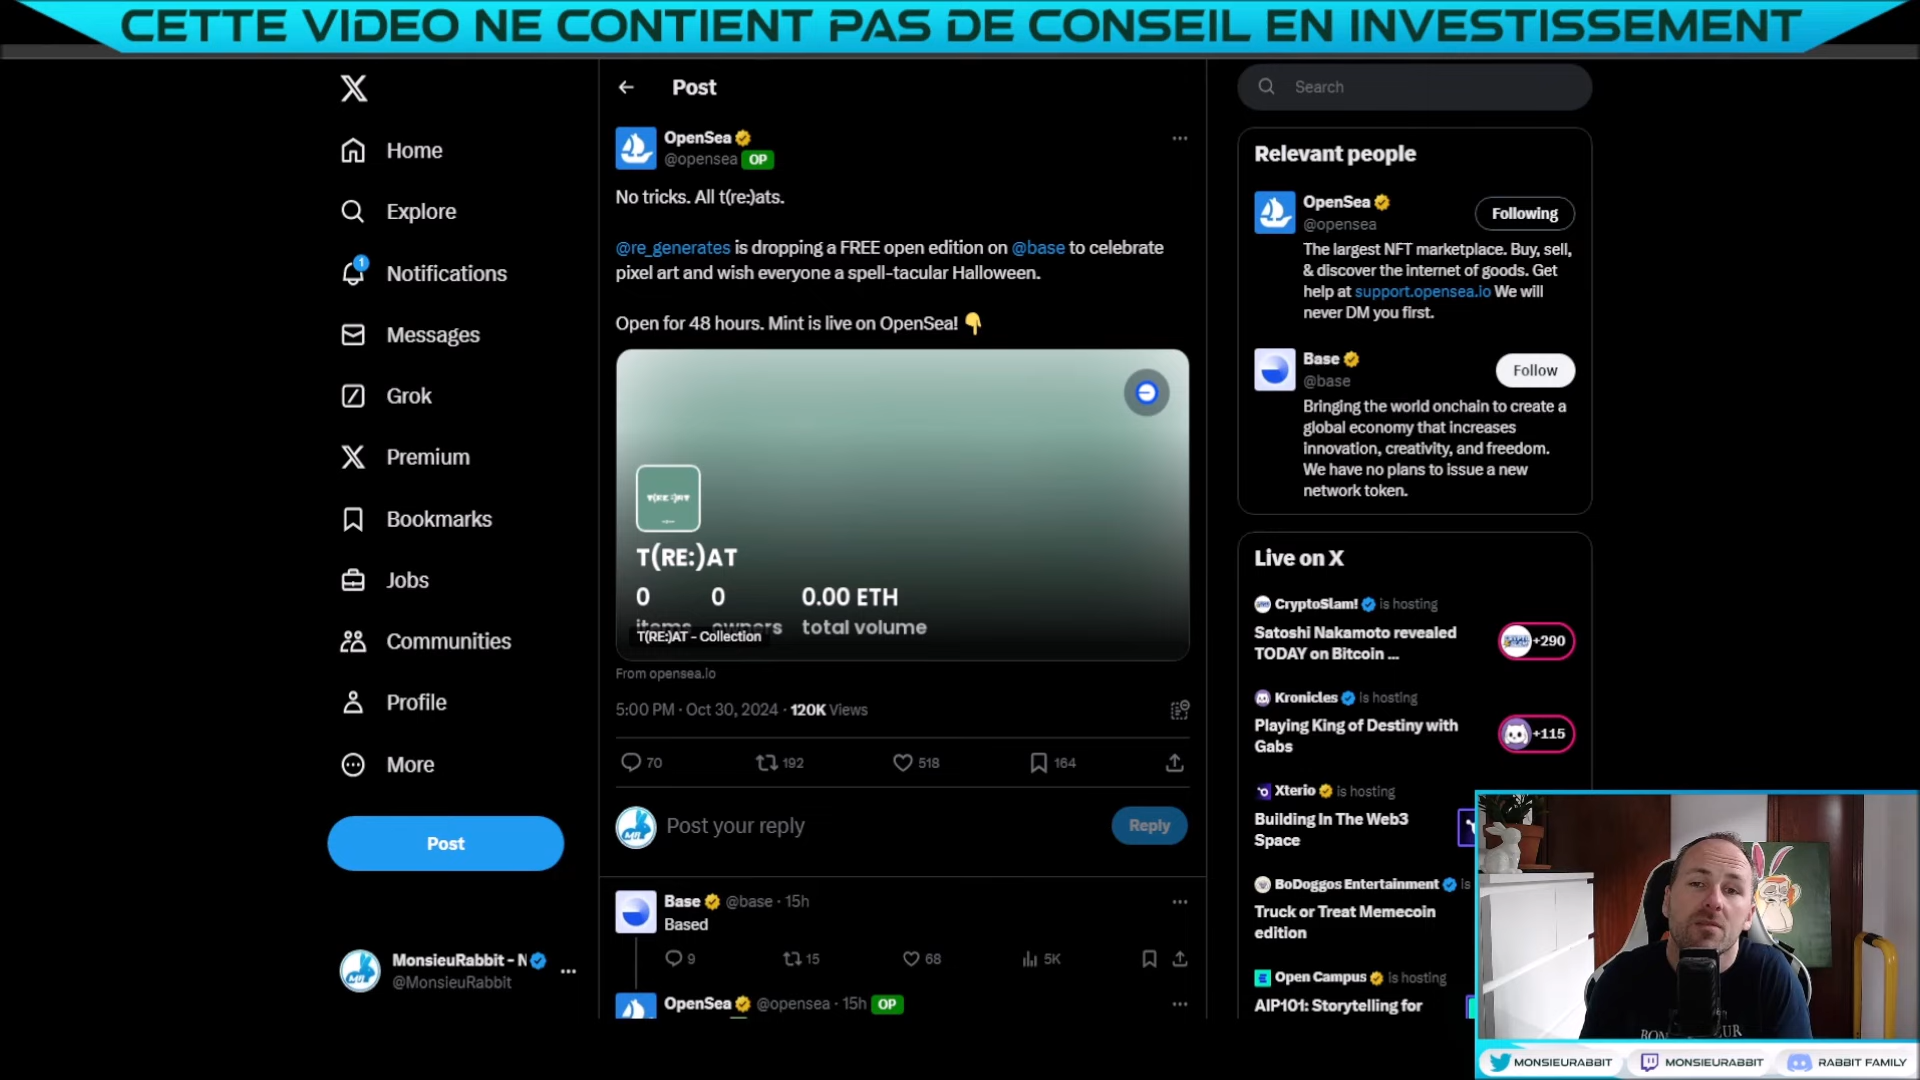 CETTE VIDEO NE CONTIENT PAS DE CONSEIL EN INVESTISSEMENT
Home
Explore
1
Notifications
Messages
Grok
Premium
Bookmarks
Jobs
Communities
Profile
More
Post
MonsieuRabbit - N
@MonsieuRabbit
Post
OpenSea
@opensea OP
No tricks. All t(re:)ats.
@re_generates is dropping a FREE open edition on @base to celebrate
pixel art and wish everyone a spell-tacular Halloween.
Open for 48 hours. Mint is live on OpenSea!
T(RE:)AT
T(RE:)AT
0 0 0.00 ETH
items owners total volume
T(RE:)AT - Collection
From opensea.io
5:00 PM · Oct 30, 2024 · 120K Views
70 192 518 164
Post your reply
Reply
Base @base · 15h
Based
9 15 68 5K
OpenSea @opensea · 15h OP
Search
Relevant people
OpenSea
@opensea
Following
The largest NFT marketplace. Buy, sell,
& discover the internet of goods. Get
help at support.opensea.io We will
never DM you first.
Base
@base
Follow
Bringing the world onchain to create a
global economy that increases
innovation, creativity, and freedom.
We have no plans to issue a new
network token.
Live on X
CryptoSlam! is hosting
Satoshi Nakamoto revealed
TODAY on Bitcoin ...
+290
Kronicles is hosting
Playing King of Destiny with
Gabs
+115
Xterio is hosting
Building In The Web3
Space
BoDoggos Entertainment is
Truck or Treat Memecoin
edition
Open Campus is hosting
AIP101: Storytelling for
MONSIEURABBIT
MONSIEURABBIT
RABBIT FAMILY